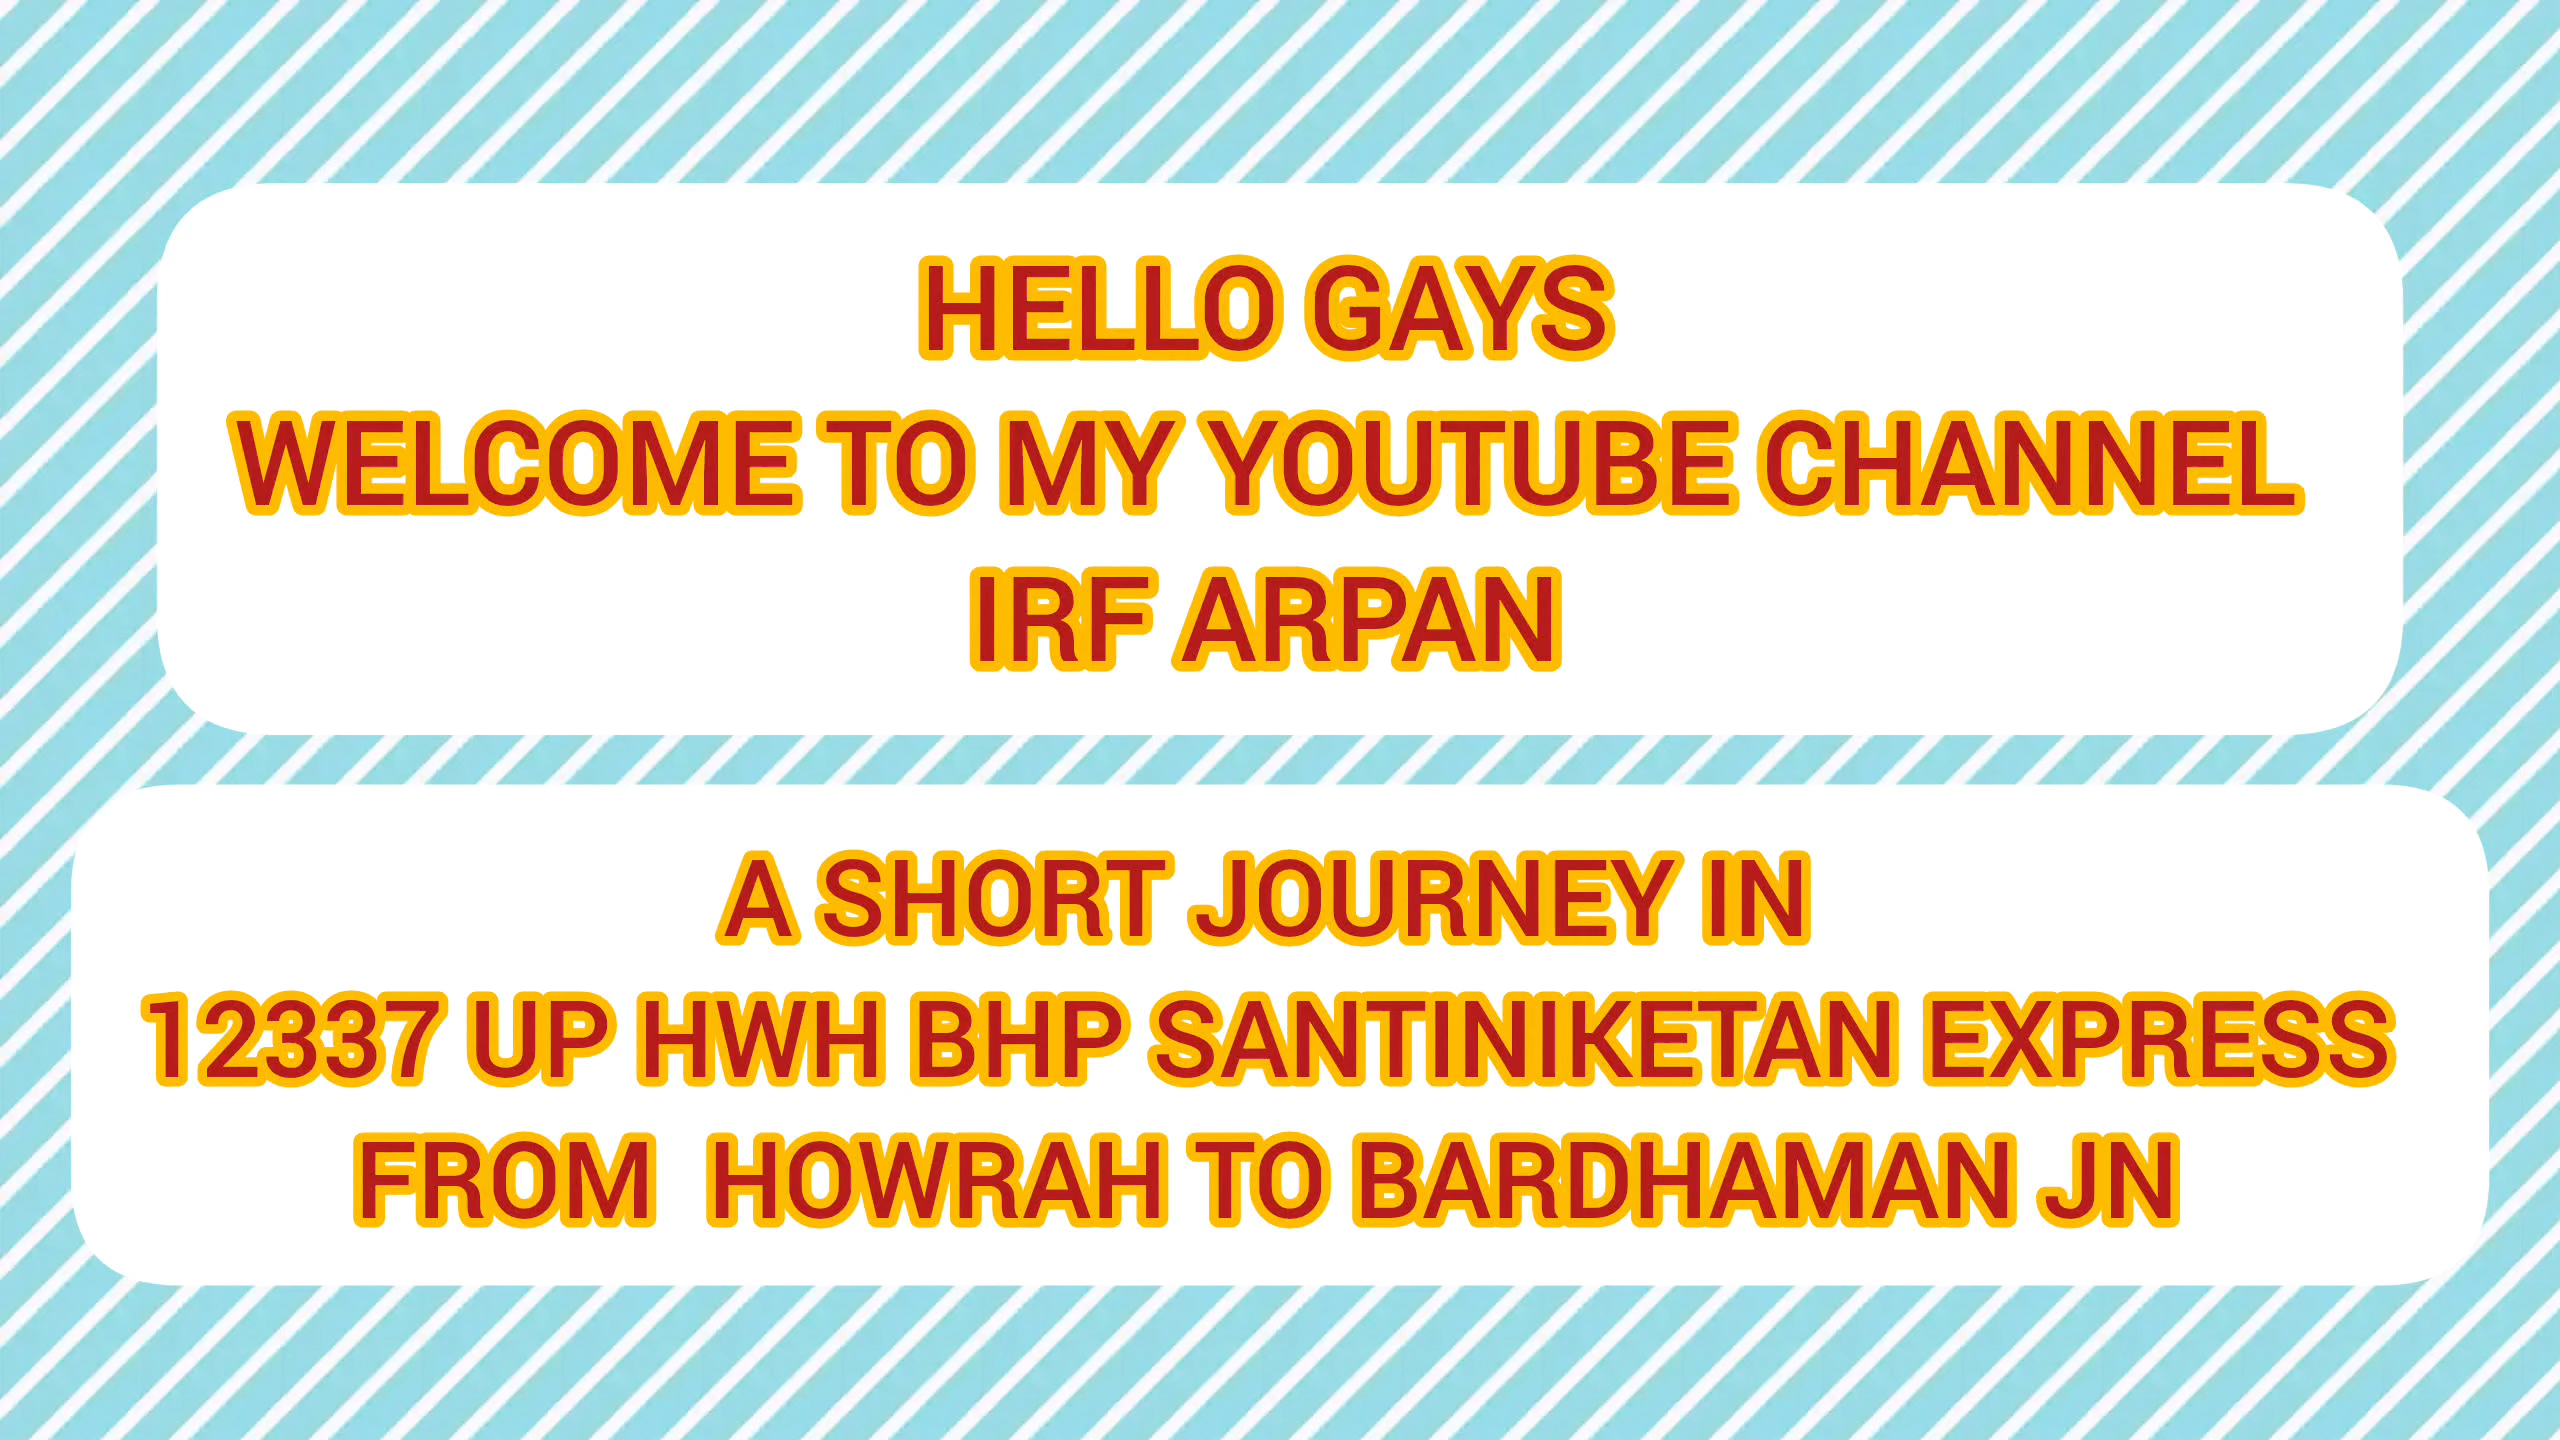 HELLO GAYS
WELCOME TO MY YOUTUBE CHANNEL
IRF ARPAN
A SHORT JOURNEY IN
12337 UP HWH BHP SANTINIKETAN EXPRESS
FROM  HOWRAH TO BARDHAMAN JN